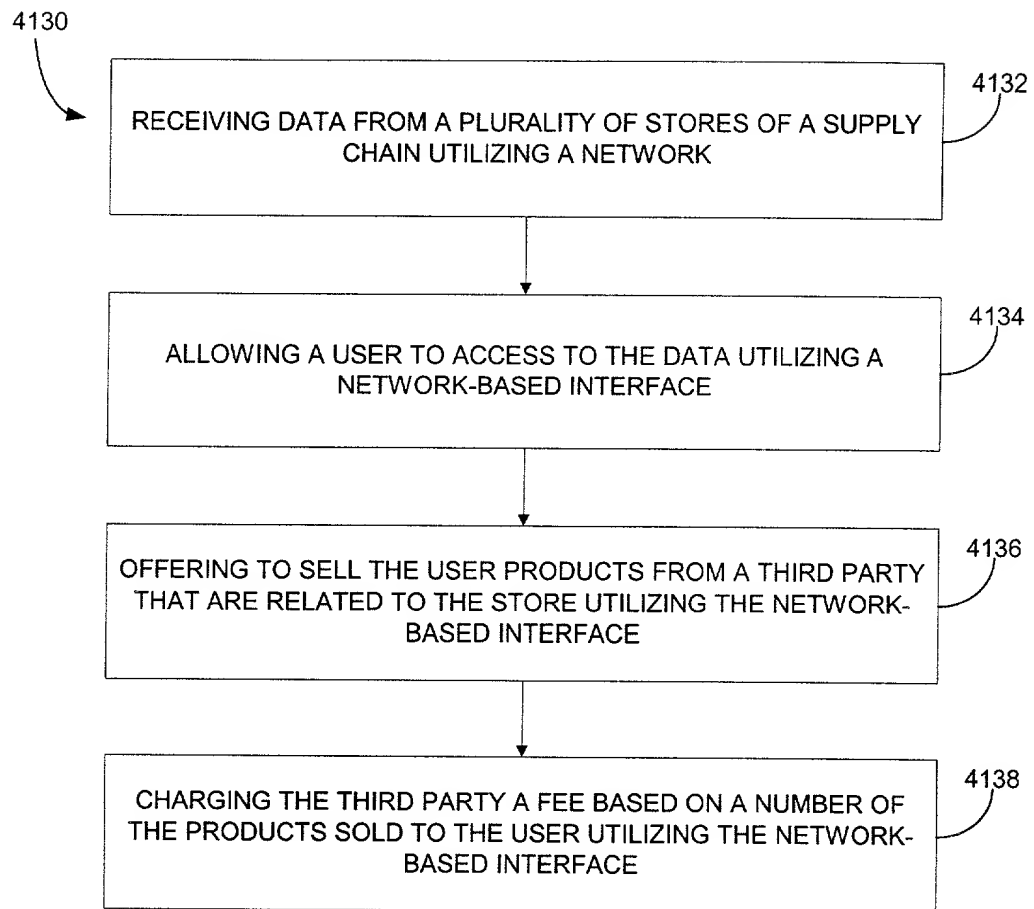 4130
4132
RECEIVING DATA FROM A PLURALITY OF STORES OF A SUPPLY
CHAIN UTILIZING A NETWORK
4134
ALLOWING A USER TO ACCESS TO THE DATA UTILIZING A
NETWORK-BASED INTERFACE
4136
OFFERING TO SELL THE USER PRODUCTS FROM A THIRD PARTY
THAT ARE RELATED TO THE STORE UTILIZING THE NETWORK-
BASED INTERFACE
4138
CHARGING THE THIRD PARTY A FEE BASED ON A NUMBER OF
THE PRODUCTS SOLD TO THE USER UTILIZING THE NETWORK-
BASED INTERFACE